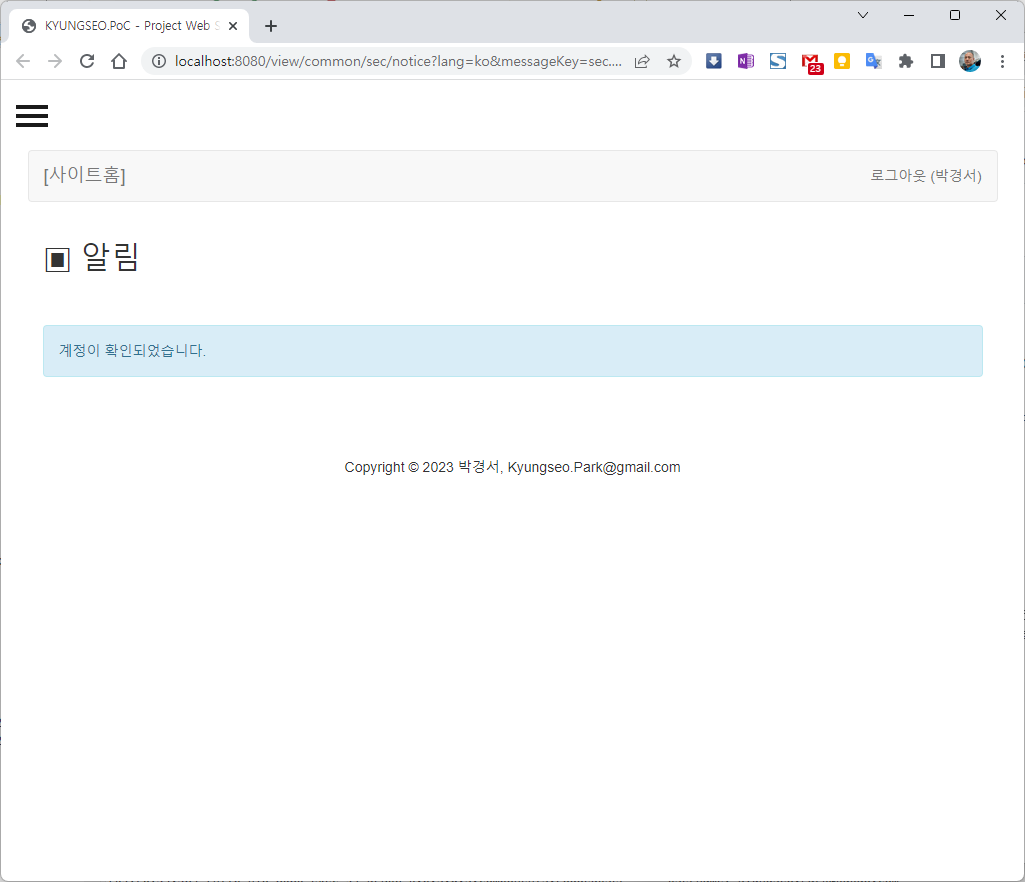 KYUNGSEO.PoC - Project Web
localhost:8080/view/common/sec/notice?lang=ko&messageKey=sec....
23
[사이트홈]
로그아웃 (박경서)
▣ 알림
계정이 확인되었습니다.
Copyright © 2023 박경서, Kyungseo.Park@gmail.com